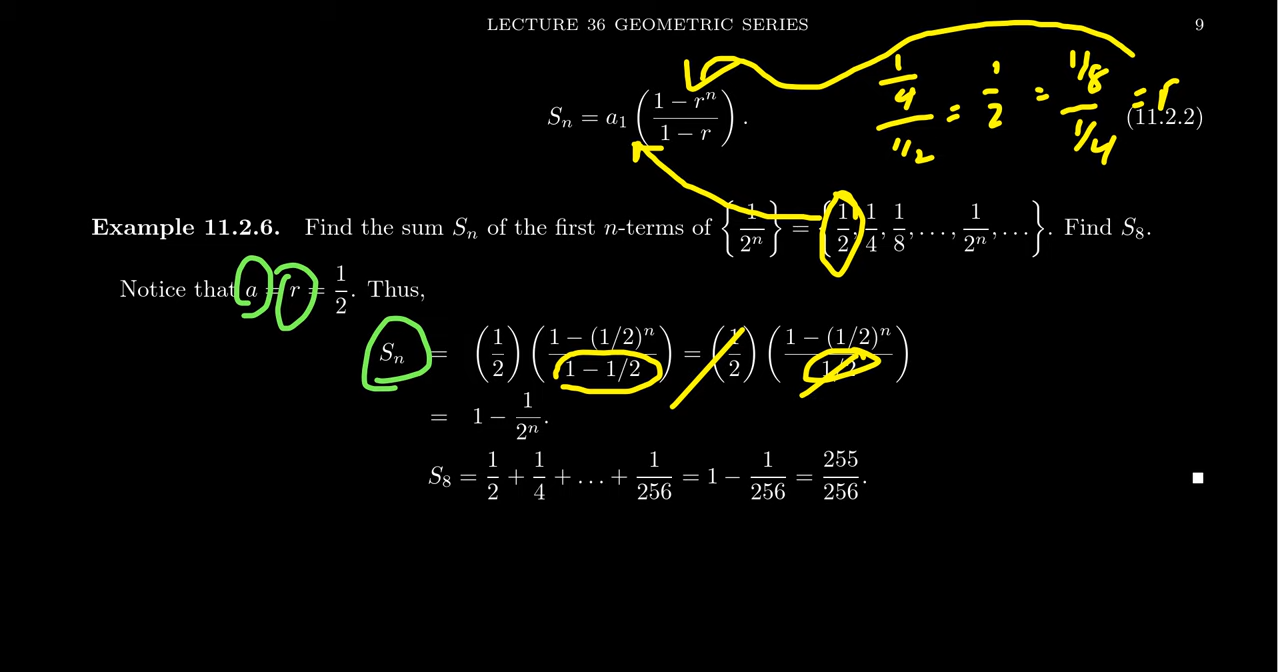 LECTURE 36 GEOMETRIC SERIES 9
1/4 / 1/2 = 1/2 = 1/8 / 1/4 = r
S_n = a_1 ( (1 − r^n) / (1 − r) ). (11.2.2)
Example 11.2.6. Find the sum S_n of the first n-terms of {1/2^n} = {1/2, 1/4, 1/8, . . . , 1/2^n, . . .}. Find S_8.
Notice that a = r = 1/2. Thus,
S_n = (1/2) ( (1 − (1/2)^n) / (1 − 1/2) ) = (1/2) ( (1 − (1/2)^n) / (1/2) )
= 1 − 1/2^n.
S_8 = 1/2 + 1/4 + . . . + 1/256 = 1 − 1/256 = 255/256.